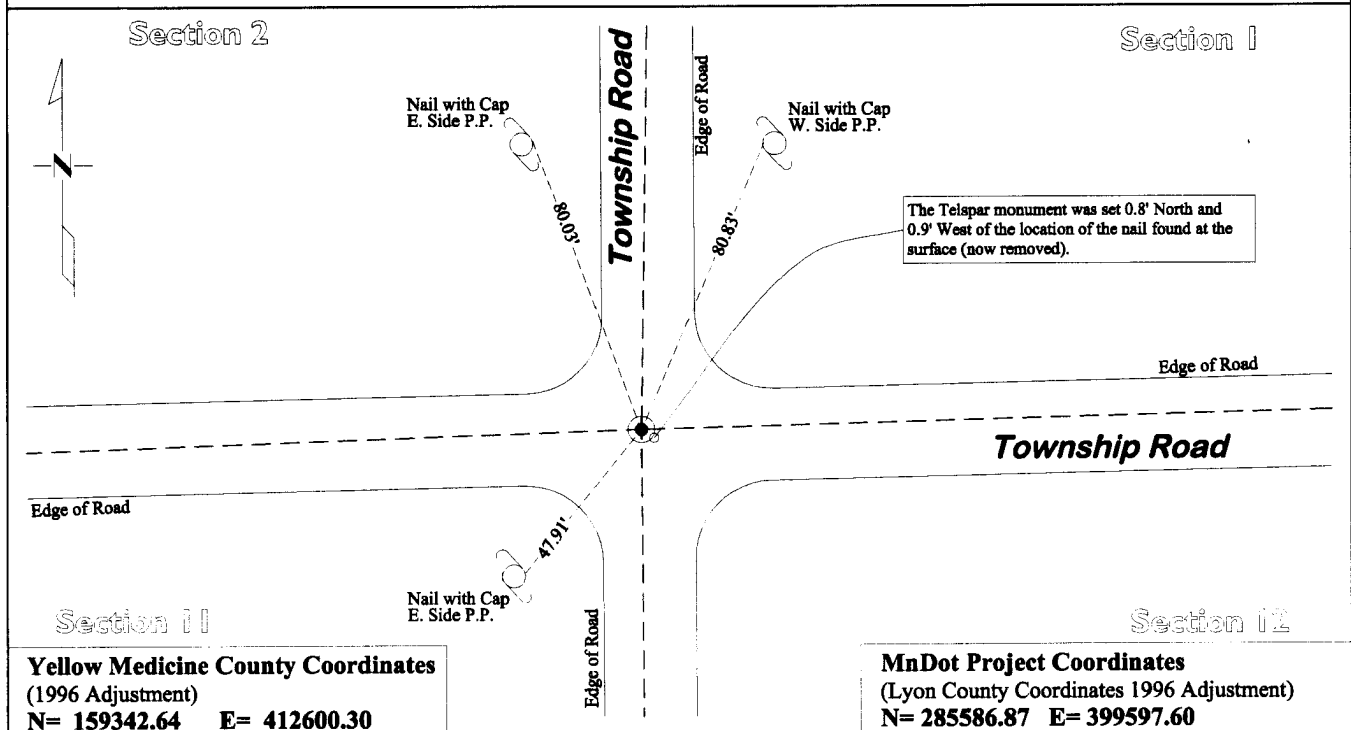 Section 2
Section 1
Nail with Cap
E. Side P.P.
Township Road
Edge of Road
Nail with Cap
W. Side P.P.
N
80.03'
80.83'
The Telspar monument was set 0.8' North and
0.9' West of the location of the nail found at the
surface (now removed).
Edge of Road
Township Road
Edge of Road
47.91'
Nail with Cap
E. Side P.P.
Edge of Road
Section 11
Section 12
Yellow Medicine County Coordinates
(1996 Adjustment)
N= 159342.64 E= 412600.30
MnDot Project Coordinates
(Lyon County Coordinates 1996 Adjustment)
N= 285586.87 E= 399597.60